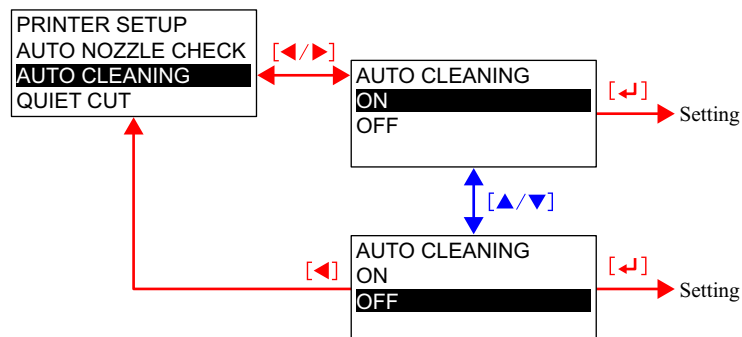 PRINTER SETUP
AUTO NOZZLE CHECK
AUTO CLEANING
QUIET CUT
[◀/▶]
AUTO CLEANING
ON
OFF
[↵]
Setting
[▲/▼]
[◀]
AUTO CLEANING
ON
OFF
[↵]
Setting